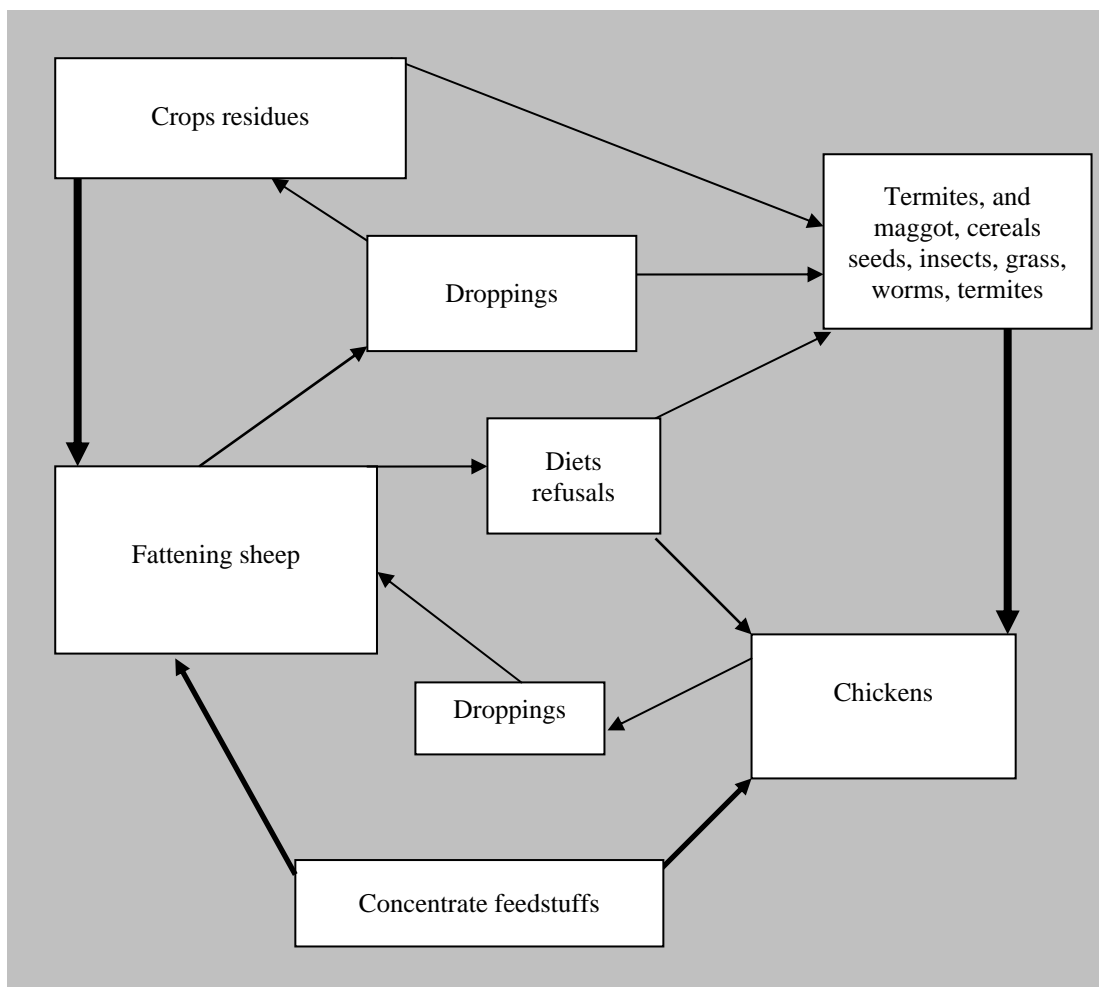 Crops residues
Termites, and
maggot, cereals
seeds, insects, grass,
worms, termites
Droppings
Diets
refusals
Fattening sheep
Droppings
Chickens
Concentrate feedstuffs